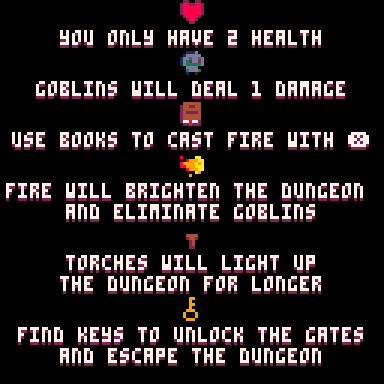 YOU ONLY HAVE 2 HEALTH
GOBLINS WILL DEAL 1 DAMAGE
USE BOOKS TO CAST FIRE WITH ❎
FIRE WILL BRIGHTEN THE DUNGEON
AND ELIMINATE GOBLINS
TORCHES WILL LIGHT UP
THE DUNGEON FOR LONGER
FIND KEYS TO UNLOCK THE GATES
AND ESCAPE THE DUNGEON